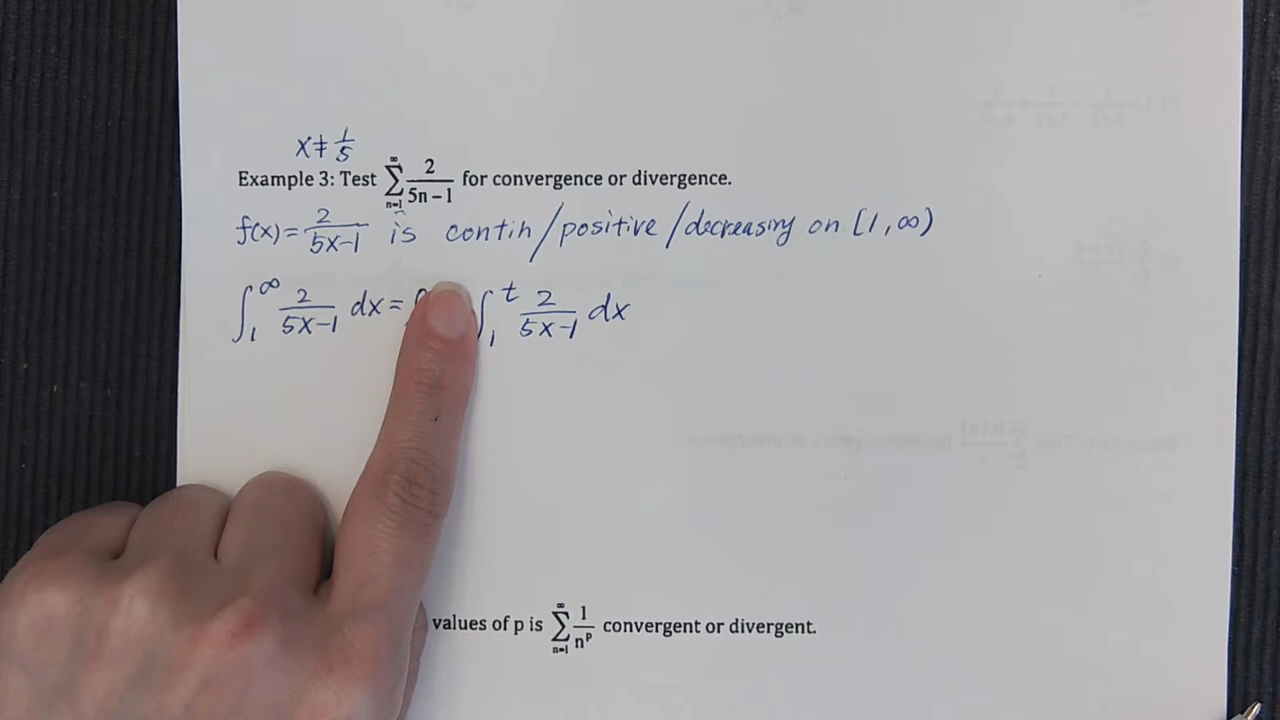 x ≠ 1/5
Example 3: Test ∑_{n=1}^{∞} 2/(5n−1) for convergence or divergence.
f(x) = 2/(5x−1) is contin/positive/decreasing on [1, ∞)
∫_1^∞ 2/(5x−1) dx = ∫_1^t 2/(5x−1) dx
values of p is ∑_{n=1}^{∞} 1/n^p convergent or divergent.